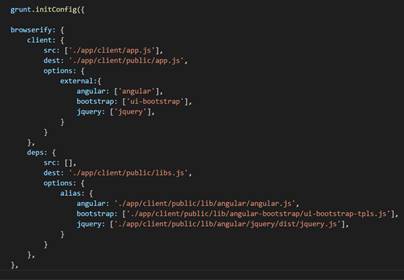 grunt.initConfig({
browserify: {
client: {
src: ['./app/client/app.js'],
dest: './app/client/public/app.js',
options: {
external:{
angular: ['angular'],
bootstrap: ['ui-bootstrap'],
jquery: ['jquery'],
}
}
},
deps: {
src: [],
dest: './app/client/public/libs.js',
options: {
alias: {
angular: './app/client/public/lib/angular/angular.js',
bootstrap: ['./app/client/public/lib/angular-bootstrap/ui-bootstrap-tpls.js'],
jquery: ['./app/client/public/lib/angular/jquery/dist/jquery.js'],
}
}
},
},